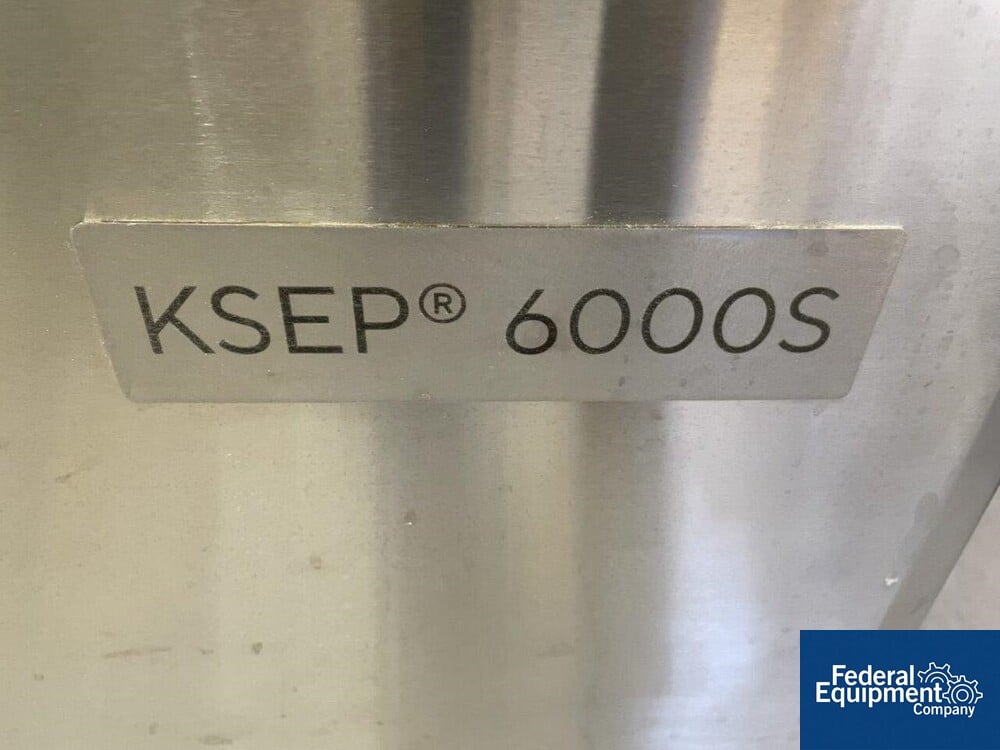 KSEP® 6000S
Federal
Equipment
Company